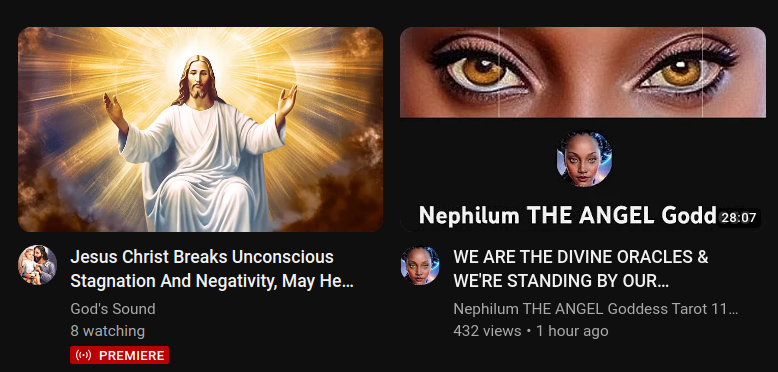 Nephilum THE ANGEL Godd
28:07
Jesus Christ Breaks Unconscious
Stagnation And Negativity, May He...
God's Sound
8 watching
PREMIERE
WE ARE THE DIVINE ORACLES &
WE'RE STANDING BY OUR...
Nephilum THE ANGEL Goddess Tarot 11...
432 views • 1 hour ago